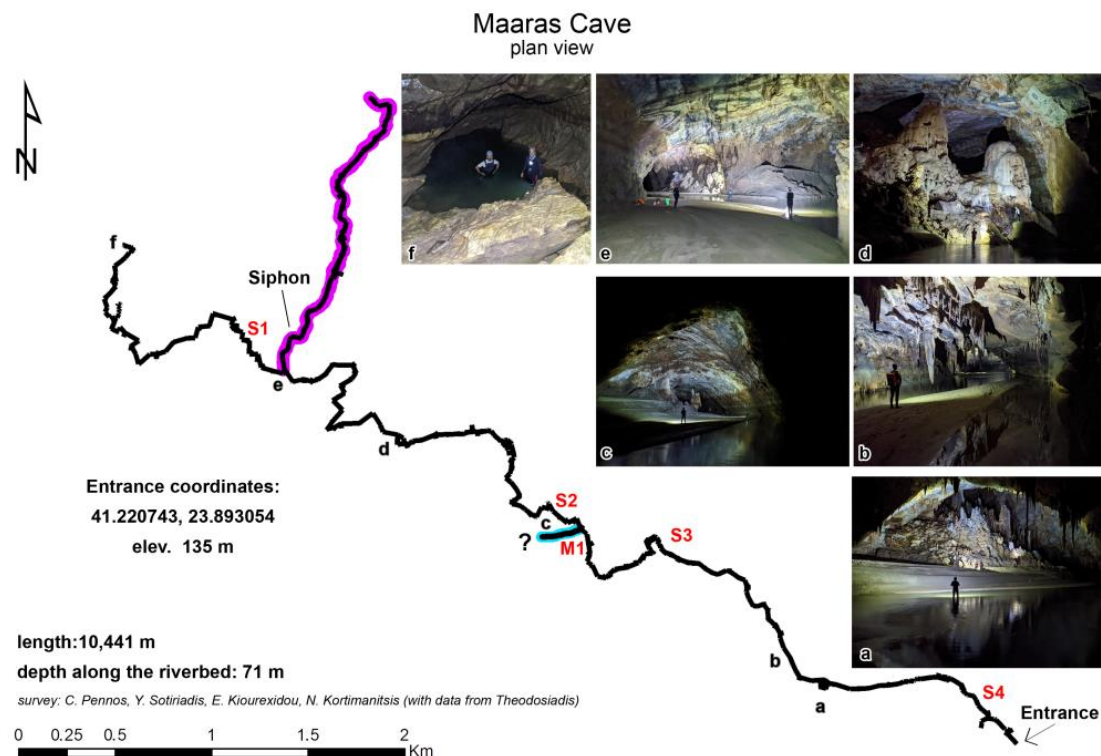 Maaras Cave
plan view
N
f
e
d
f
Siphon
S1
e
d
c
b
Entrance coordinates:
41.220743, 23.893054
elev. 135 m
S2
c
?
M1
S3
a
length:10,441 m
depth along the riverbed: 71 m
survey: C. Pennos, Y. Sotiriadis, E. Kiourexidou, N. Kortimanitsis (with data from Theodosiadis)
b
a
S4
Entrance
0 0.25 0.5 1 1.5 2
Km